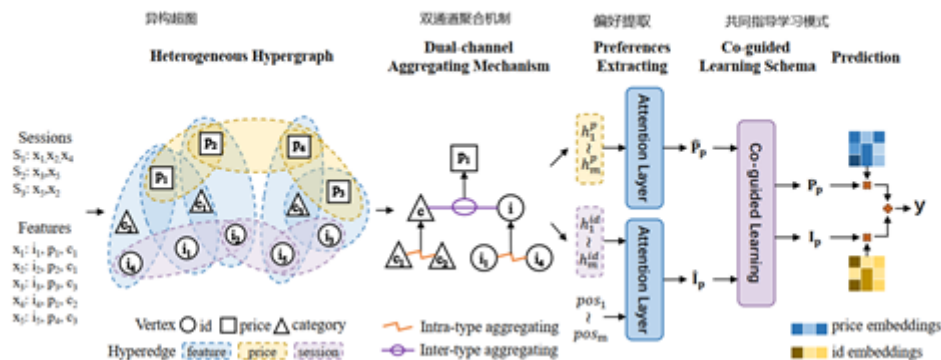 异构超图
双通道聚合机制
偏好提取
共同指导学习模式
Heterogeneous Hypergraph
Dual-channel
Aggregating Mechanism
Preferences
Extracting
Co-guided
Learning Schema
Prediction
Sessions
S₁: x₁,x₂,x₄
S₂: x₁,x₃
S₃: x₅,x₂
Features
x₁: i₁, p₁, c₁
x₂: i₂, p₂, c₁
x₃: i₃, p₃, c₃
x₄: i₄, p₁, c₂
x₅: i₅, p₄, c₃
p₁
p₂
p₄
p₃
c₂
c₁
c₃
i₄
i₁
i₂
i₅
i₃
Vertex id price category
Hyperedge feature price session
p₁
c
i
c₁
c₂
i₁
i₄
Intra-type aggregating
Inter-type aggregating
h₁ᵖ
~
hₘᵖ
h₁ⁱᵈ
~
hₘⁱᵈ
pos₁
~
posₘ
Attention Layer
Attention Layer
P̂ₚ
Îₚ
Co-guided Learning
Pₚ
Iₚ
y
price embeddings
id embeddings